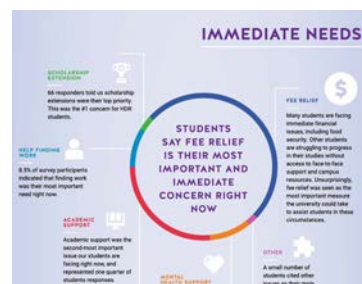 IMMEDIATE NEEDS
SCHOLARSHIP
EXTENSION
66 responders told us scholarship
extensions were their top priority.
This was the #1 concern for HDR
students.
HELP FINDING
WORK
8.5% of survey participants
indicated that finding work
was their most important
need right now.
ACADEMIC
SUPPORT
Academic support was the
second-most important
issue our students are
facing right now, and
represented one quarter of
students responses.
STUDENTS
SAY FEE RELIEF
IS THEIR MOST
IMPORTANT AND
IMMEDIATE
CONCERN RIGHT
NOW
MENTAL
HEALTH SUPPORT
$
FEE RELIEF
Many students are facing
immediate financial
issues, including food
security. Other students
are struggling to progress
in their studies without
access to face-to-face
support and campus
resources. Unsurprisingly,
fee relief was seen as the
most important measure
the university could take
to assist students in these
circumstances.
OTHER
A small number of
students cited other